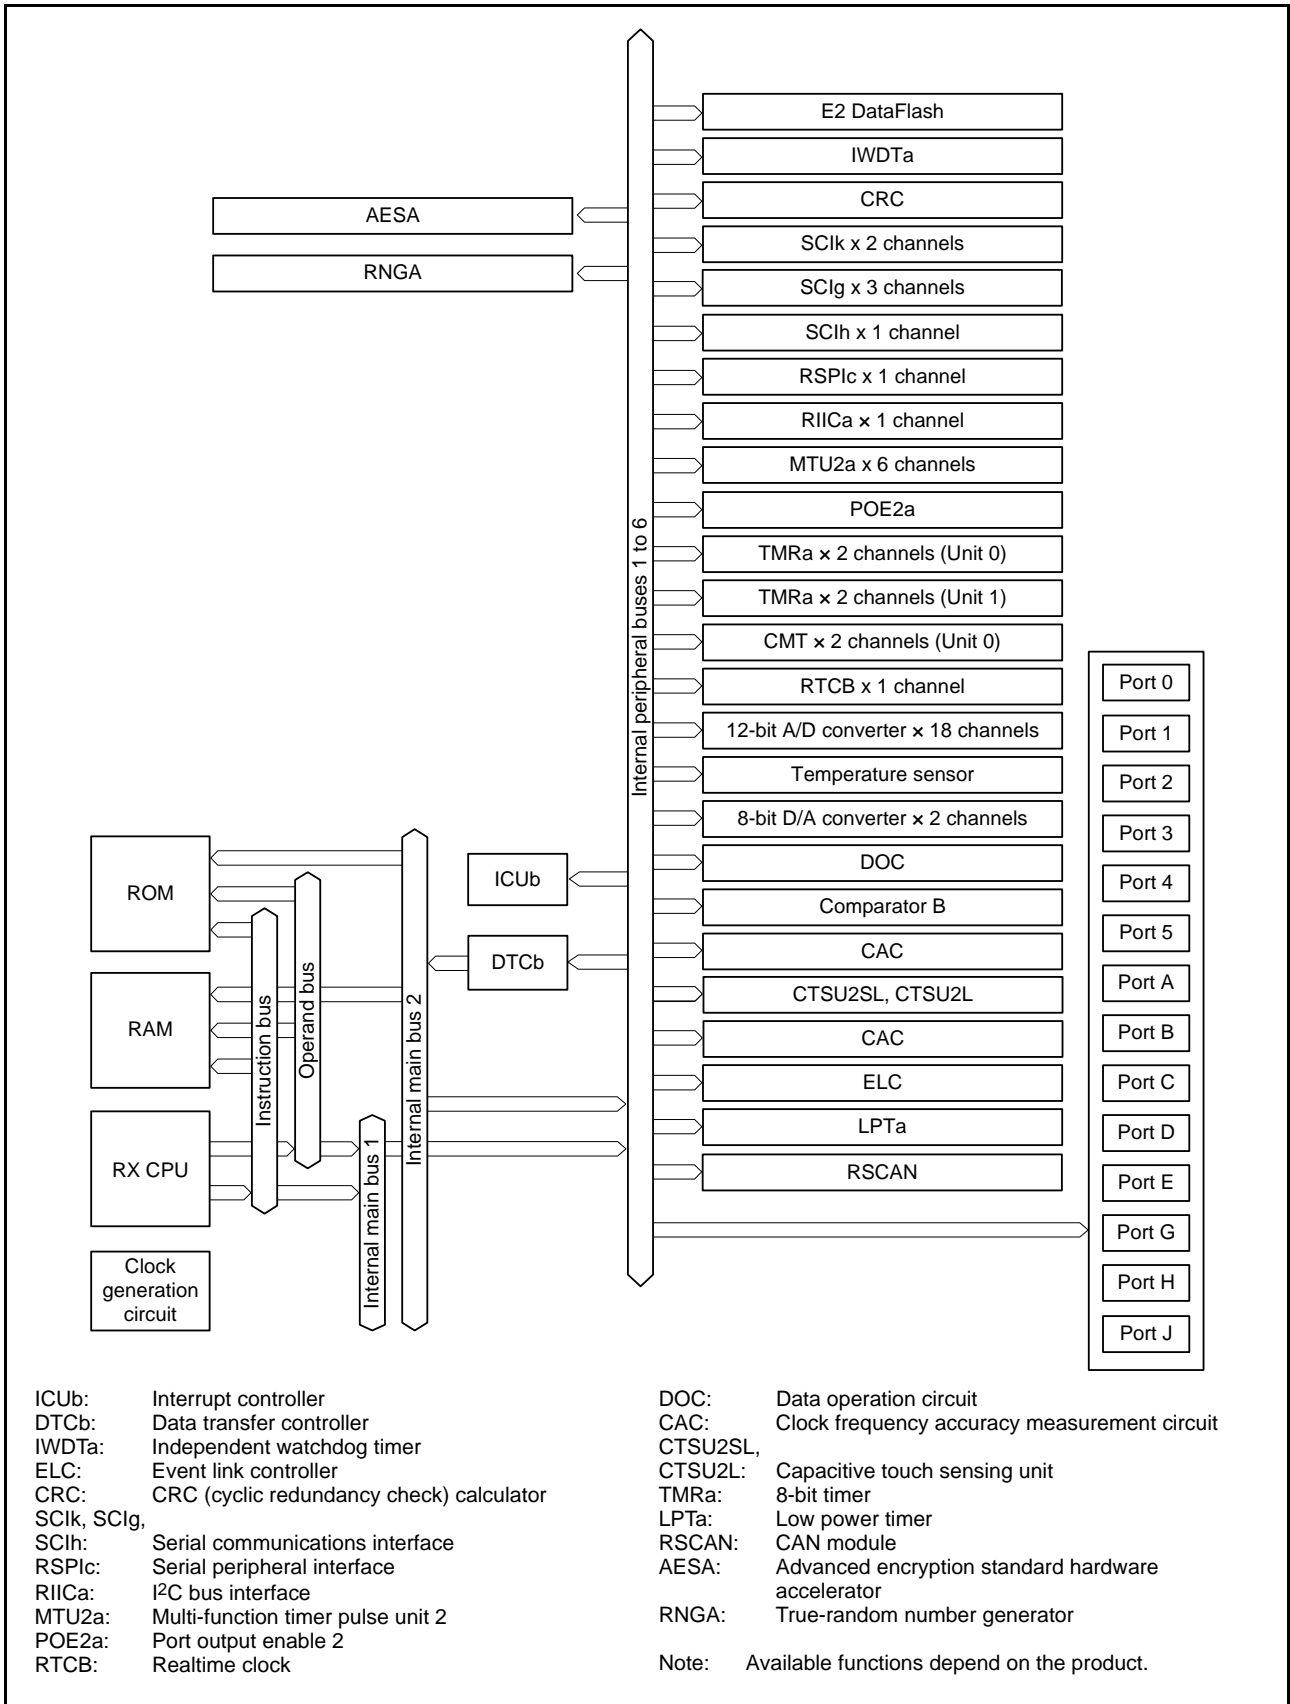 E2 DataFlash
IWDTa
CRC
SCIk x 2 channels
SCIg x 3 channels
SCIh x 1 channel
RSPIc x 1 channel
RIICa × 1 channel
MTU2a x 6 channels
POE2a
TMRa × 2 channels (Unit 0)
TMRa × 2 channels (Unit 1)
CMT × 2 channels (Unit 0)
RTCB x 1 channel
12-bit A/D converter × 18 channels
Temperature sensor
8-bit D/A converter × 2 channels
DOC
Comparator B
CAC
CTSU2SL, CTSU2L
CAC
ELC
LPTa
RSCAN
AESA
RNGA
Internal peripheral buses 1 to 6
Port 0
Port 1
Port 2
Port 3
Port 4
Port 5
Port A
Port B
Port C
Port D
Port E
Port G
Port H
Port J
ICUb
DTCb
ROM
RAM
RX CPU
Clock
generation
circuit
Instruction bus
Operand bus
Internal main bus 1
Internal main bus 2
ICUb: Interrupt controller
DTCb: Data transfer controller
IWDTa: Independent watchdog timer
ELC: Event link controller
CRC: CRC (cyclic redundancy check) calculator
SCIk, SCIg,
SCIh: Serial communications interface
RSPIc: Serial peripheral interface
RIICa: I2C bus interface
MTU2a: Multi-function timer pulse unit 2
POE2a: Port output enable 2
RTCB: Realtime clock
DOC: Data operation circuit
CAC: Clock frequency accuracy measurement circuit
CTSU2SL,
CTSU2L: Capacitive touch sensing unit
TMRa: 8-bit timer
LPTa: Low power timer
RSCAN: CAN module
AESA: Advanced encryption standard hardware
accelerator
RNGA: True-random number generator
Note: Available functions depend on the product.